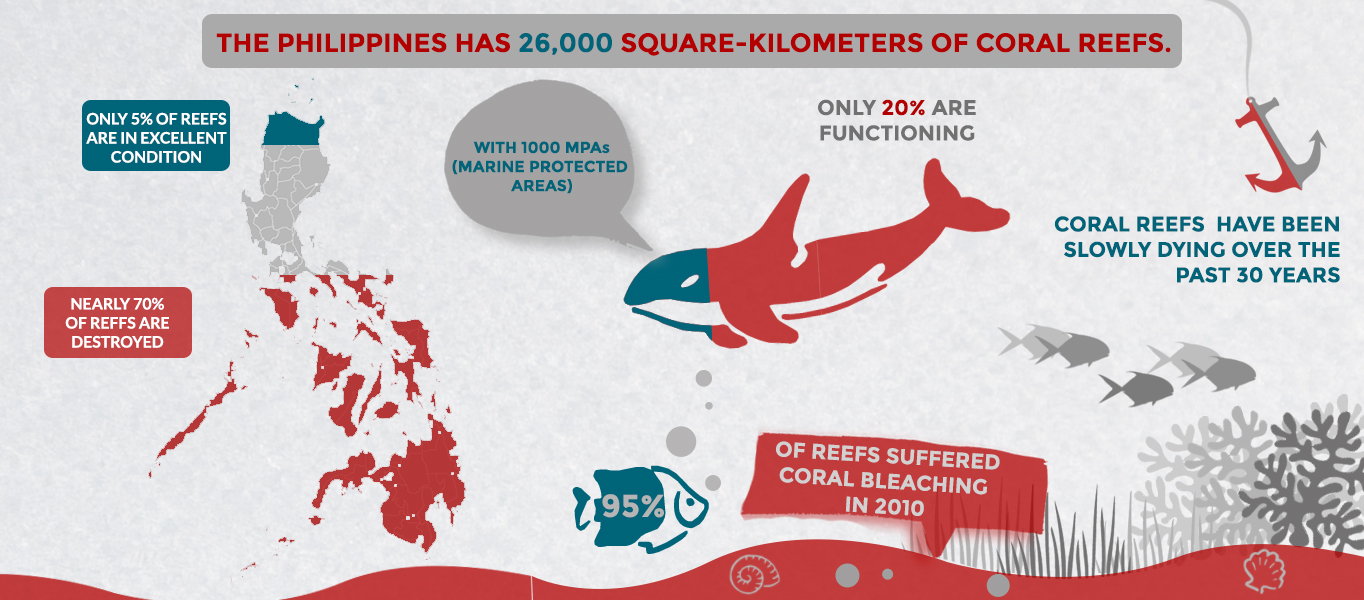 THE PHILIPPINES HAS 26,000 SQUARE-KILOMETERS OF CORAL REEFS.
ONLY 5% OF REEFS
ARE IN EXCELLENT
CONDITION
NEARLY 70%
OF REFFS ARE
DESTROYED
WITH 1000 MPAs
(MARINE PROTECTED
AREAS)
ONLY 20% ARE
FUNCTIONING
CORAL REEFS HAVE BEEN
SLOWLY DYING OVER THE
PAST 30 YEARS
95%
OF REEFS SUFFERED
CORAL BLEACHING
IN 2010